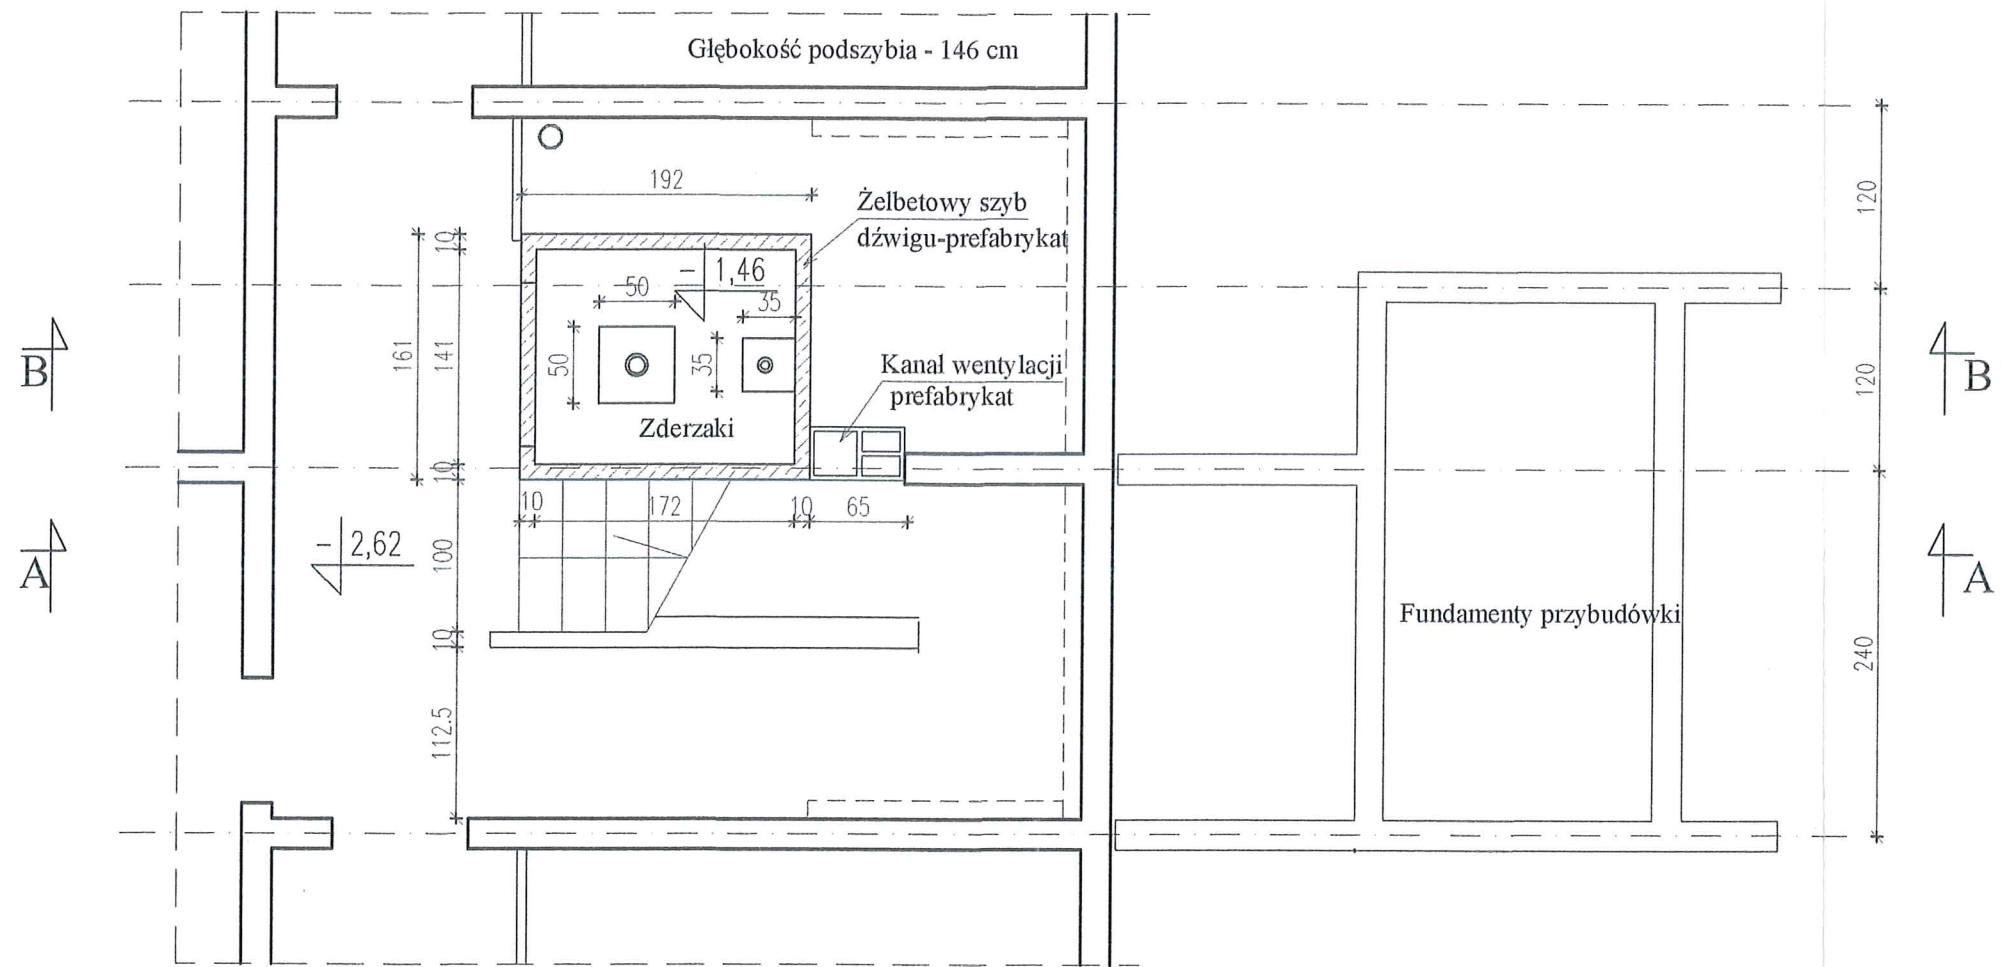 Głębokość podszybia - 146 cm
192
Żelbetowy szyb
dźwigu-prefabrykat
120
10
- 1,46
50
35
161
141
50
35
Kanał wentylacji
prefabrykat
120
B
B
Zderzaki
10
10
172
10
65
- 2,62
100
A
A
Fundamenty przybudówki
10
240
112.5